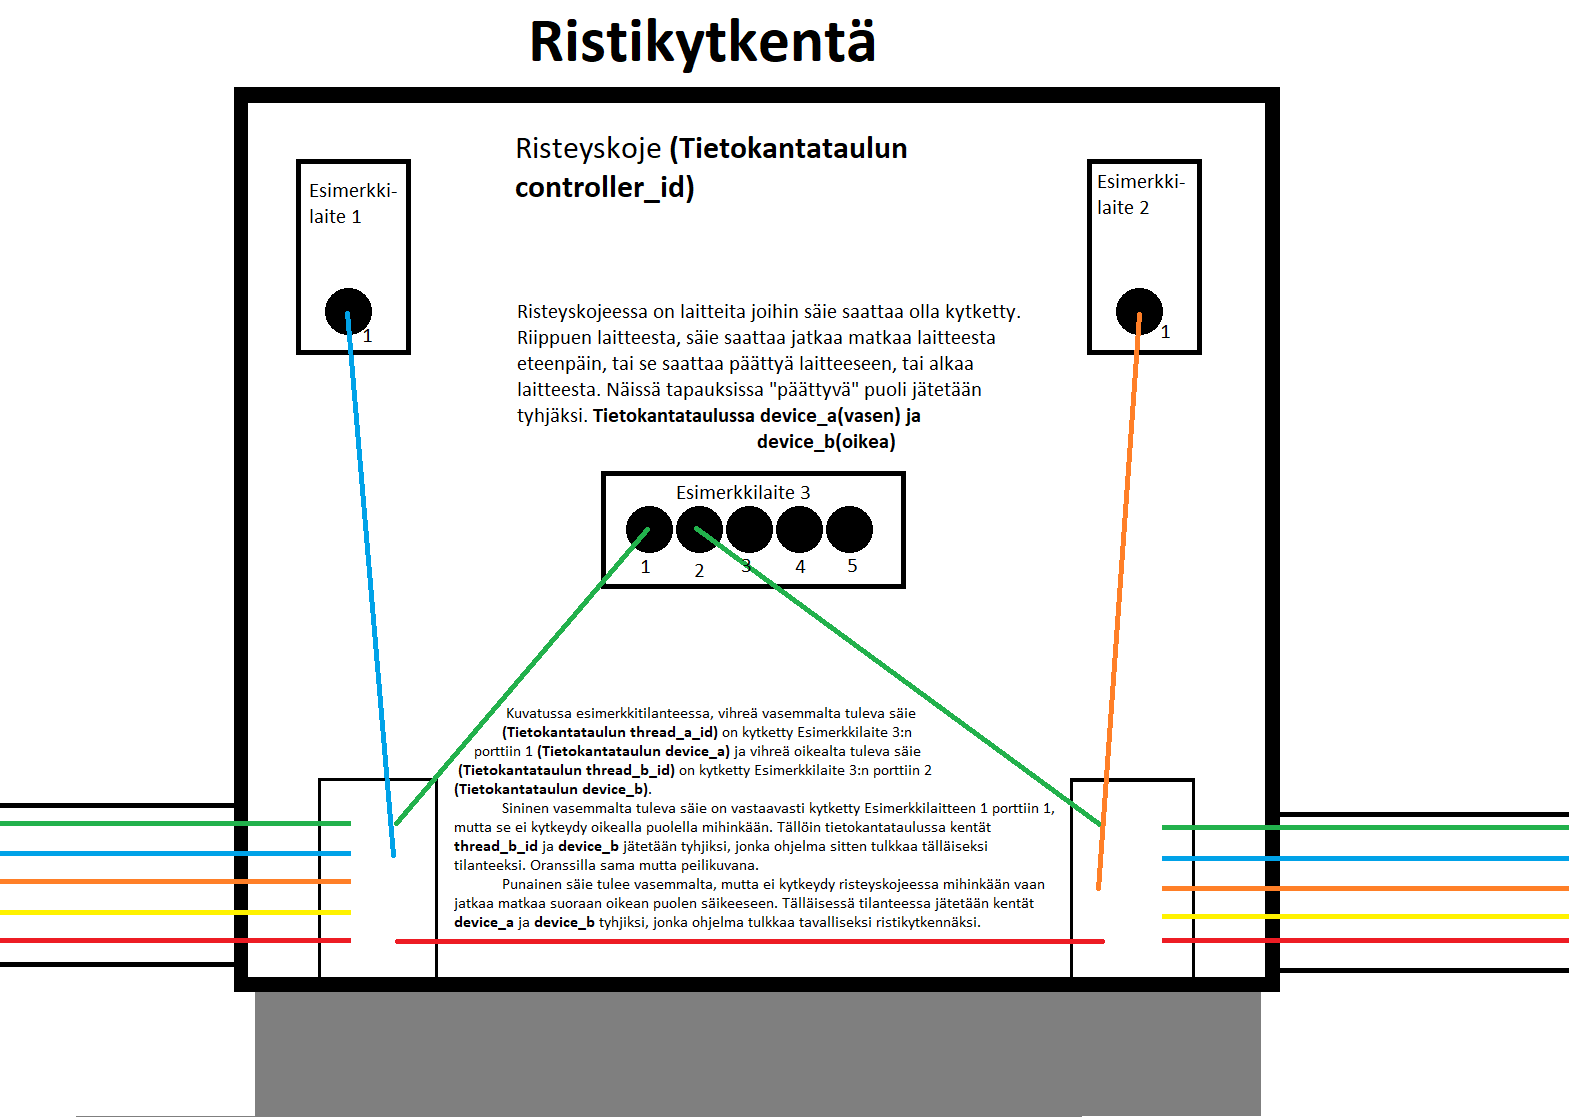 Ristikytkentä
Risteyskoje (Tietokantataulun
controller_id)
Esimerkki-
laite 1
1
Esimerkki-
laite 2
1
Risteyskojeessa on laitteita joihin säie saattaa olla kytketty.
Riippuen laitteesta, säie saattaa jatkaa matkaa laitteesta
eteenpäin, tai se saattaa päättyä laitteeseen, tai alkaa
laitteesta. Näissä tapauksissa "päättyvä" puoli jätetään
tyhjäksi. Tietokantataulussa device_a(vasen) ja
device_b(oikea)
Esimerkkilaite 3
1 2 3 4 5
Kuvatussa esimerkkitilanteessa, vihreä vasemmalta tuleva säie
(Tietokantataulun thread_a_id) on kytketty Esimerkkilaite 3:n
porttiin 1 (Tietokantataulun device_a) ja vihreä oikealta tuleva säie
(Tietokantataulun thread_b_id) on kytketty Esimerkkilaite 3:n porttiin 2
(Tietokantataulun device_b).
Sininen vasemmalta tuleva säie on vastaavasti kytketty Esimerkkilaitteen 1 porttiin 1,
mutta se ei kytkeydy oikealla puolella mihinkään. Tällöin tietokantataulussa kentät
thread_b_id ja device_b jätetään tyhjiksi, jonka ohjelma sitten tulkkaa tälläiseksi
tilanteeksi. Oranssilla sama mutta peilikuvana.
Punainen säie tulee vasemmalta, mutta ei kytkeydy risteyskojeessa mihinkään vaan
jatkaa matkaa suoraan oikean puolen säikeeseen. Tälläisessä tilanteessa jätetään kentät
device_a ja device_b tyhjiksi, jonka ohjelma tulkkaa tavalliseksi ristikytkennäksi.